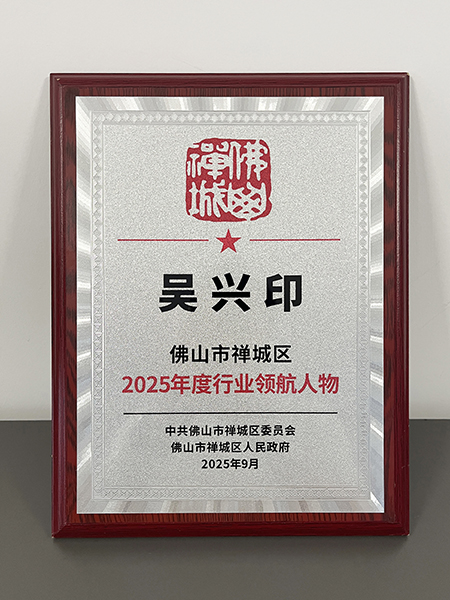 佛山
禅城
吴兴印
佛山市禅城区
2025年度行业领航人物
中共佛山市禅城区委员会
佛山市禅城区人民政府
2025年9月